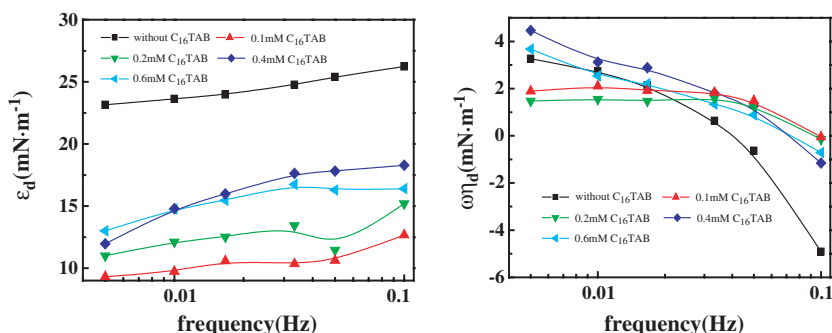 30
25
20
15
10
0.01
0.1
εd(mN·m⁻¹)
frequency(Hz)
without C₁₆TAB
0.1mM C₁₆TAB
0.2mM C₁₆TAB
0.4mM C₁₆TAB
0.6mM C₁₆TAB
4
2
0
-2
-4
-6
0.01
0.1
ωηd(mN·m⁻¹)
frequency(Hz)
without C₁₆TAB
0.1mM C₁₆TAB
0.2mM C₁₆TAB
0.4mM C₁₆TAB
0.6mM C₁₆TAB